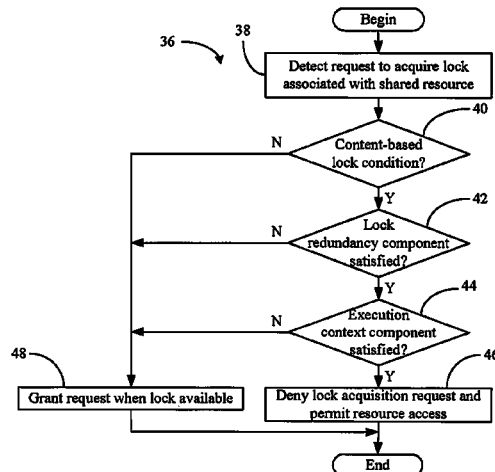 Begin
36
38
Detect request to acquire lock
associated with shared resource
40
N
Content-based
lock condition?
Y
42
N
Lock
redundancy component
satisfied?
Y
44
N
Execution
context component
satisfied?
Y
46
48
Grant request when lock available
Deny lock acquisition request and
permit resource access
End